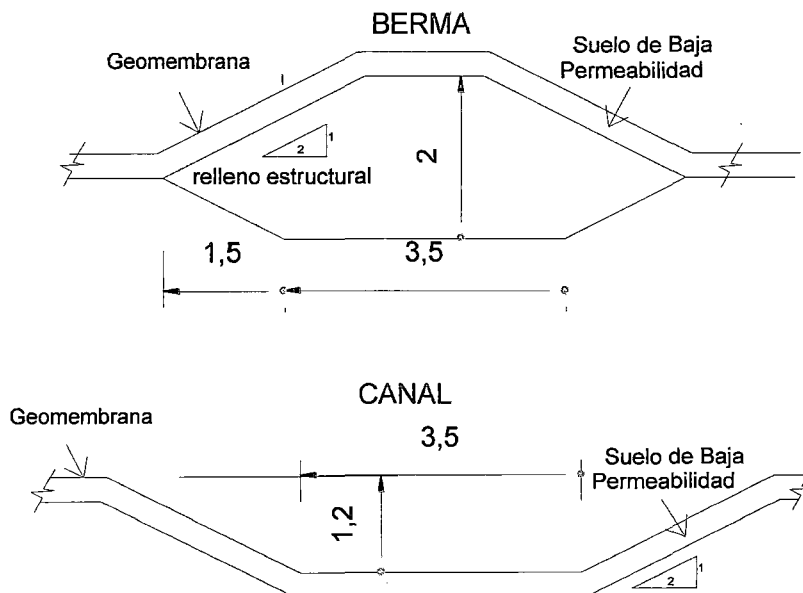 BERMA
Geomembrana
Suelo de Baja
Permeabilidad
1
2
relleno estructural
2
1,5
3,5
CANAL
Geomembrana
3,5
Suelo de Baja
Permeabilidad
1,2
1
2